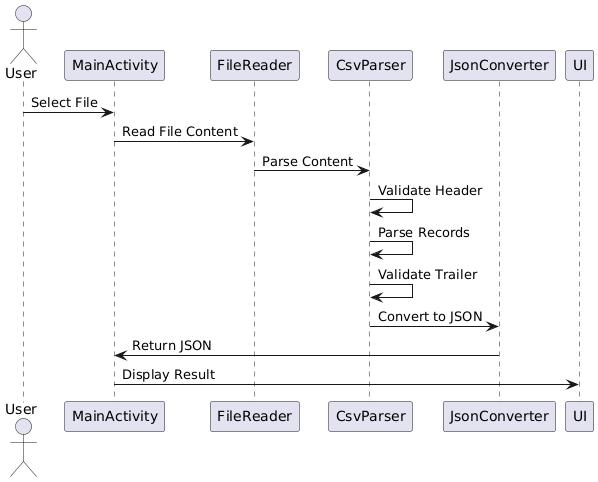 User
MainActivity
FileReader
CsvParser
JsonConverter
UI
Select File
Read File Content
Parse Content
Validate Header
Parse Records
Validate Trailer
Convert to JSON
Return JSON
Display Result
User
MainActivity
FileReader
CsvParser
JsonConverter
UI